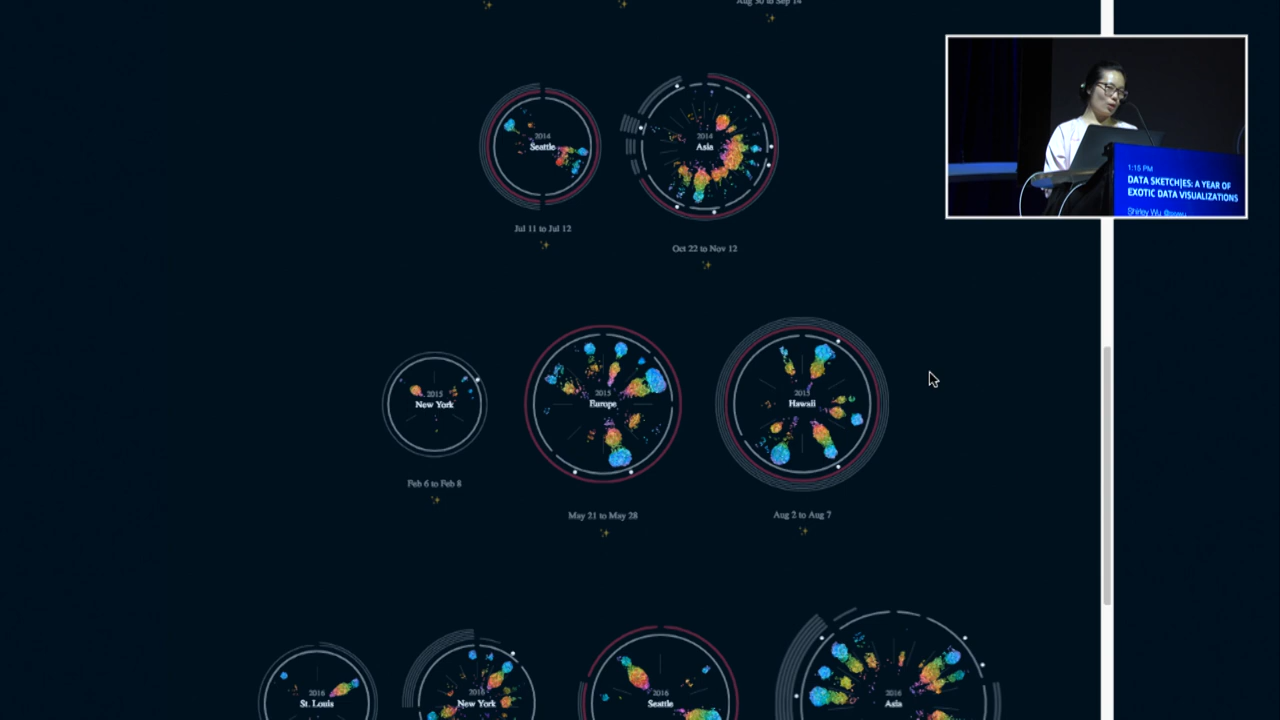 Aug 30 to Sep 14
2014
Seattle
2014
Asia
Jul 11 to Jul 12
Oct 22 to Nov 12
2015
New York
2015
Europe
2015
Hawaii
Feb 6 to Feb 8
May 21 to May 28
Aug 2 to Aug 7
2016
St. Louis
2016
New York
2016
Seattle
2016
Asia
1:15 PM
DATA SKETCH|ES: A YEAR OF
EXOTIC DATA VISUALIZATIONS
Shirley Wu